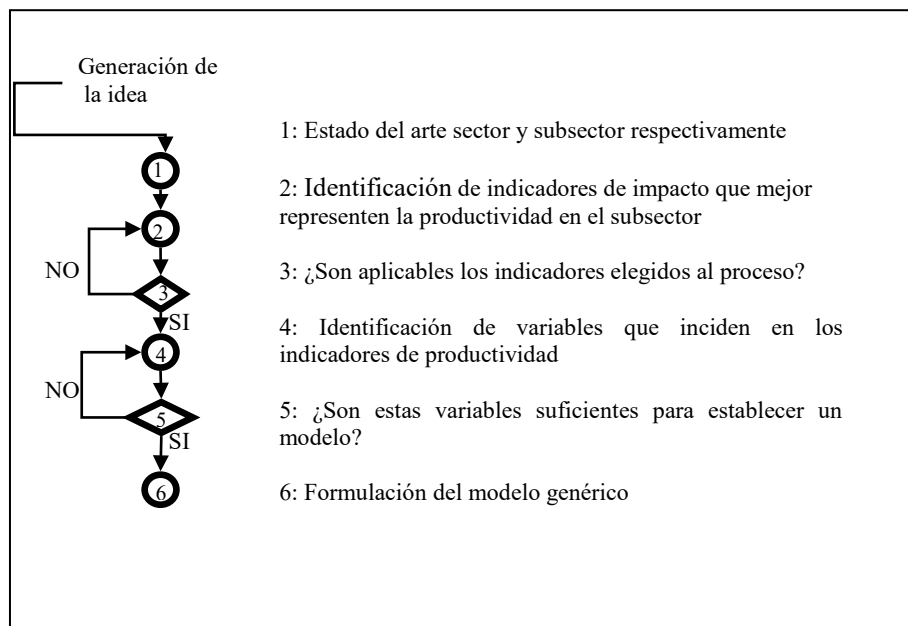 Generación de
la idea
1: Estado del arte sector y subsector respectivamente
1
2: Identificación de indicadores de impacto que mejor
representen la productividad en el subsector
2
NO
3: ¿Son aplicables los indicadores elegidos al proceso?
3
SI
4: Identificación de variables que inciden en los
indicadores de productividad
4
NO
5: ¿Son estas variables suficientes para establecer un
modelo?
5
SI
6: Formulación del modelo genérico
6